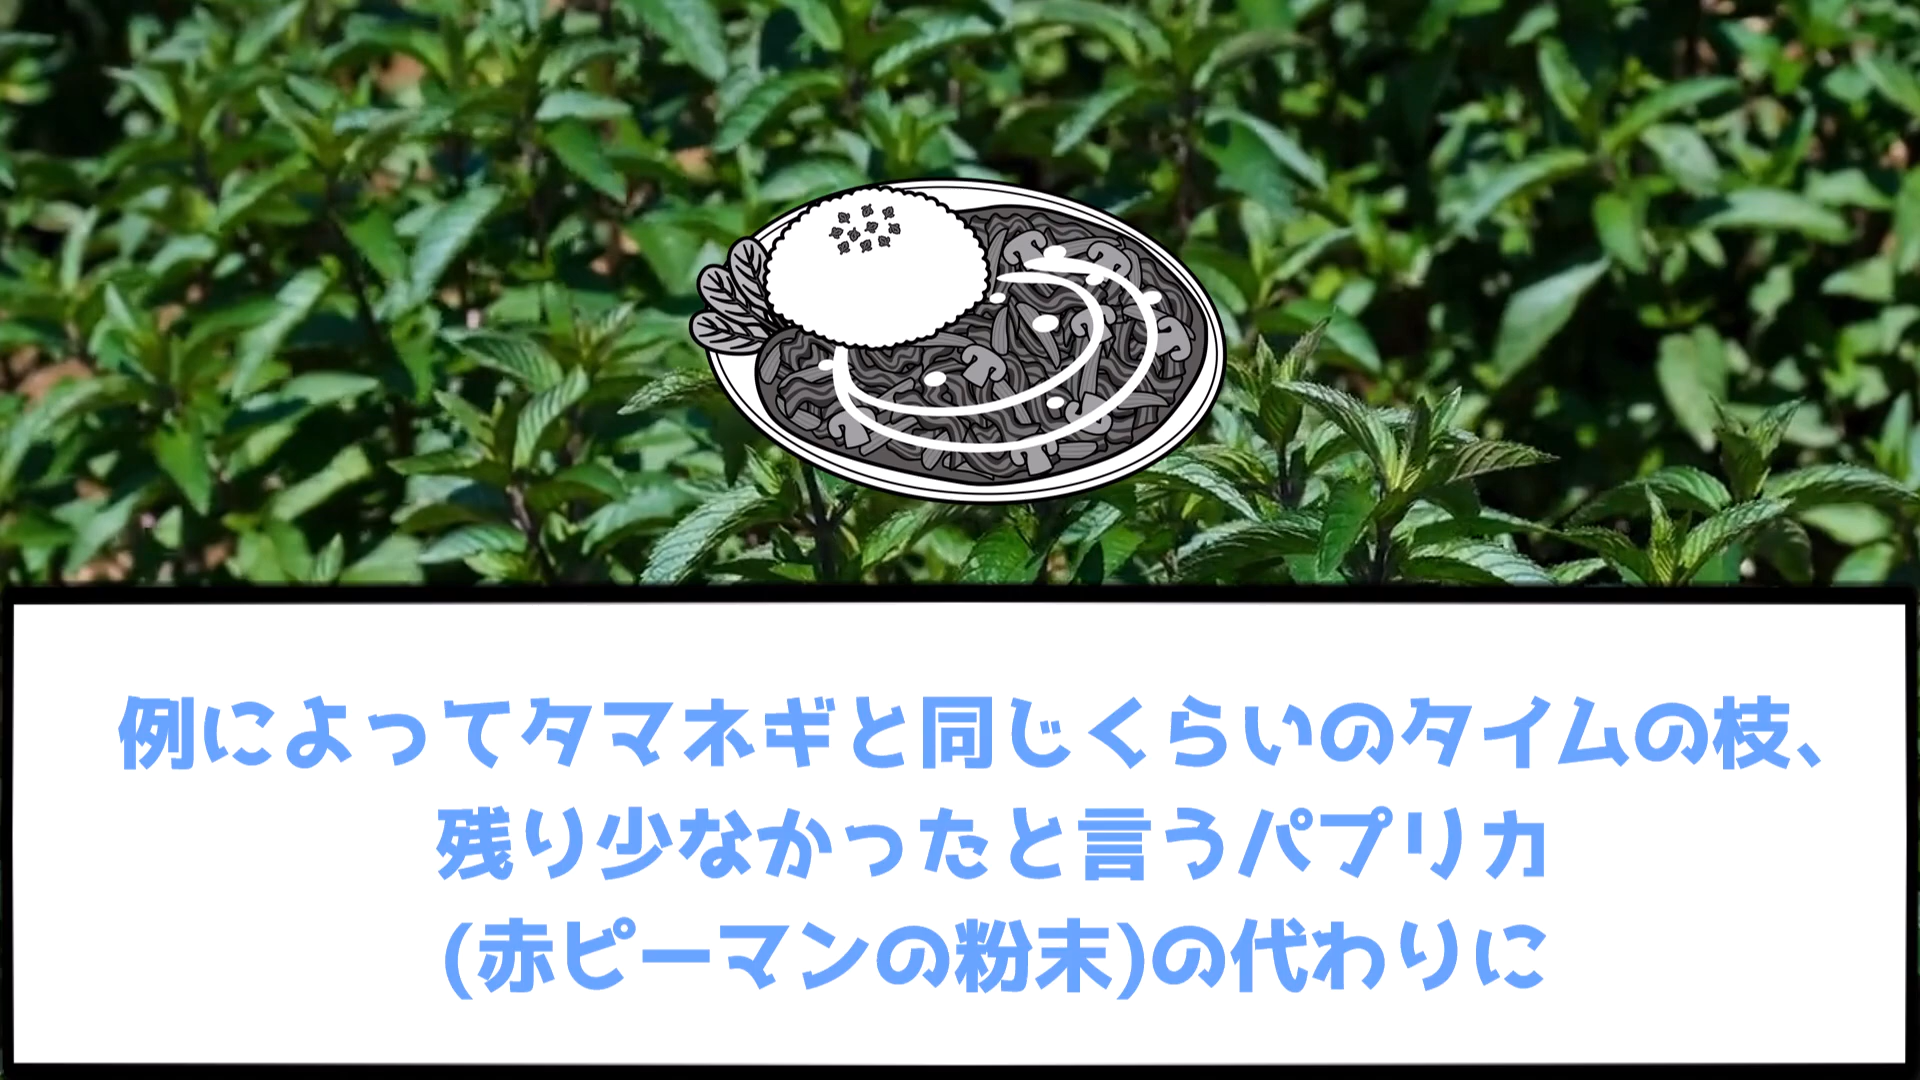 例によってタマネギと同じくらいのタイムの枝、
残り少なかったと言うパプリカ
(赤ピーマンの粉末)の代わりに